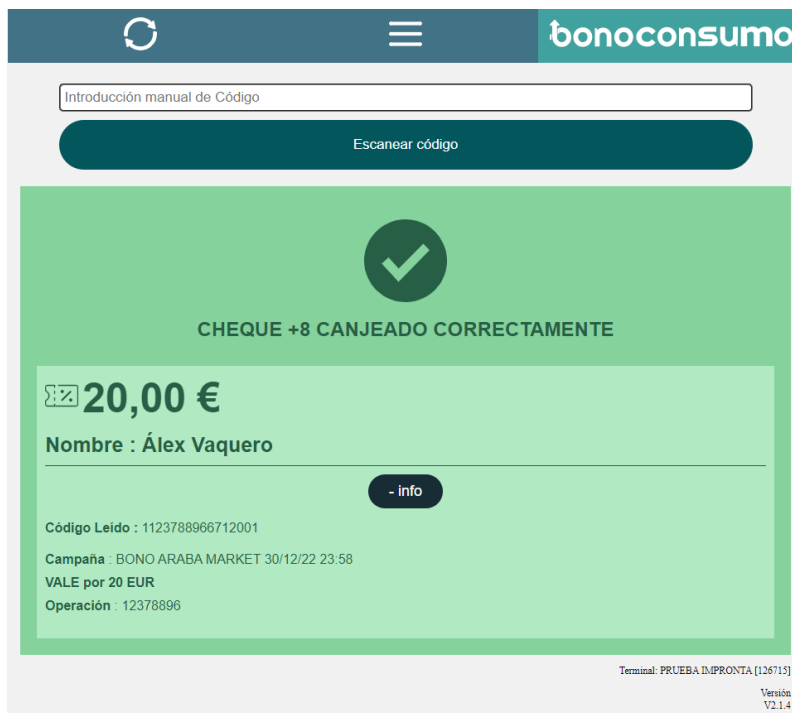 bonoconsumo
Introducción manual de Código
Escanear código
CHEQUE +8 CANJEADO CORRECTAMENTE
20,00 €
Nombre : Álex Vaquero
- info
Código Leido : 1123788966712001
Campaña : BONO ARABA MARKET 30/12/22 23:58
VALE por 20 EUR
Operación : 12378896
Terminal: PRUEBA IMPRONTA [126715]
Versión
V2.1.4